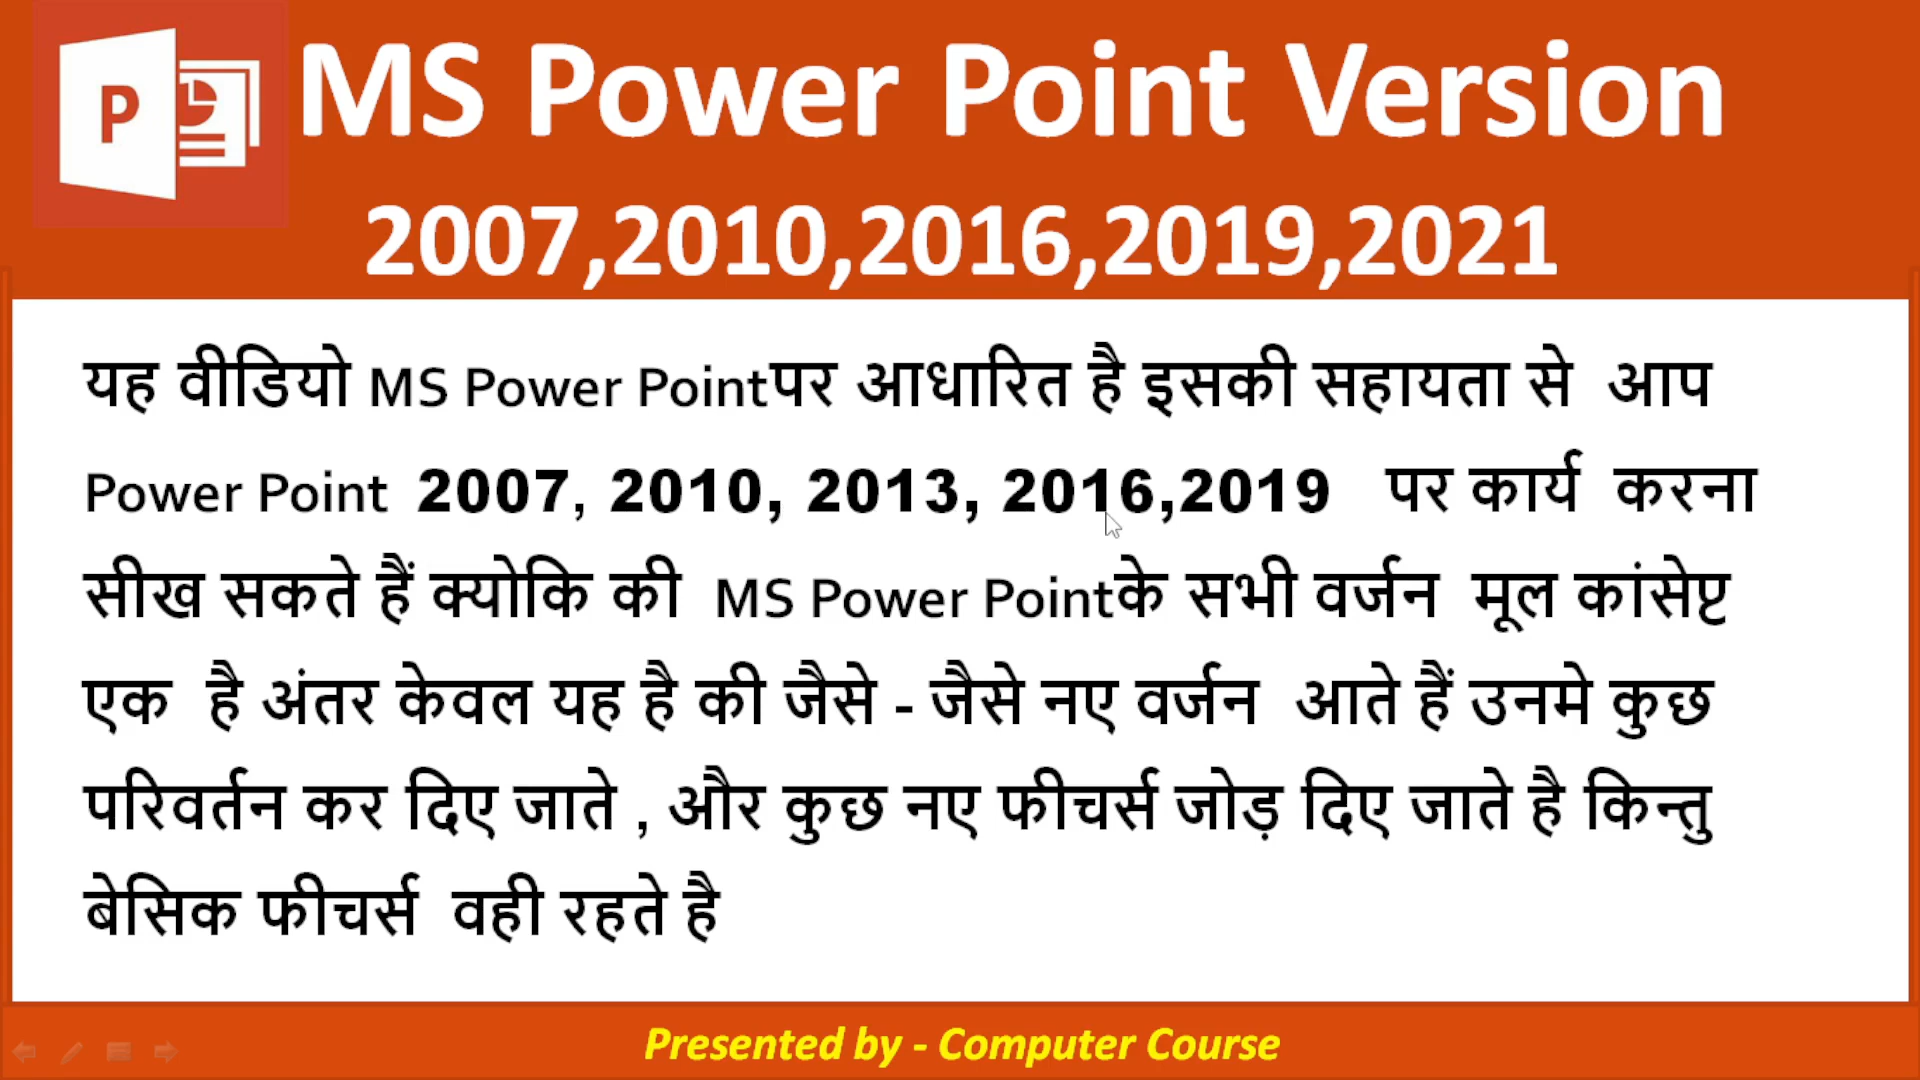 P
MS Power Point Version
2007,2010,2016,2019,2021
यह वीडियो MS Power Pointपर आधारित है इसकी सहायता से आप
Power Point 2007, 2010, 2013, 2016,2019 पर कार्य करना
सीख सकते हैं क्योकि की MS Power Pointके सभी वर्जन मूल कांसेप्ट
एक है अंतर केवल यह है की जैसे - जैसे नए वर्जन आते हैं उनमे कुछ
परिवर्तन कर दिए जाते , और कुछ नए फीचर्स जोड़ दिए जाते है किन्तु
बेसिक फीचर्स वही रहते है
Presented by - Computer Course